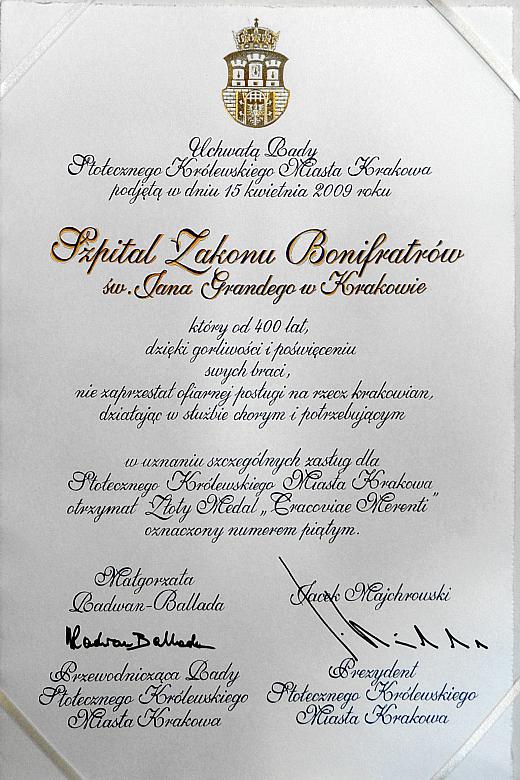 Uchwałą Rady
Stołecznego Królewskiego Miasta Krakowa
podjętą w dniu 15 kwietnia 2009 roku
Szpital Zakonu Bonifratrów
św. Jana Grandego w Krakowie
który od 400 lat,
dzięki gorliwości i poświęceniu
swych braci,
nie zaprzestał ofiarnej posługi na rzecz krakowian,
działając w służbie chorym i potrzebującym
w uznaniu szczególnych zasług dla
Stołecznego Królewskiego Miasta Krakowa
otrzymał Złoty Medal „Cracoviae Merenti”
oznaczony numerem piątym.
Małgorzata
Radwan-Ballada
Radwan Ballada
Przewodnicząca Rady
Stołecznego Królewskiego
Miasta Krakowa
Jacek Majchrowski
Prezydent
Stołecznego Królewskiego
Miasta Krakowa